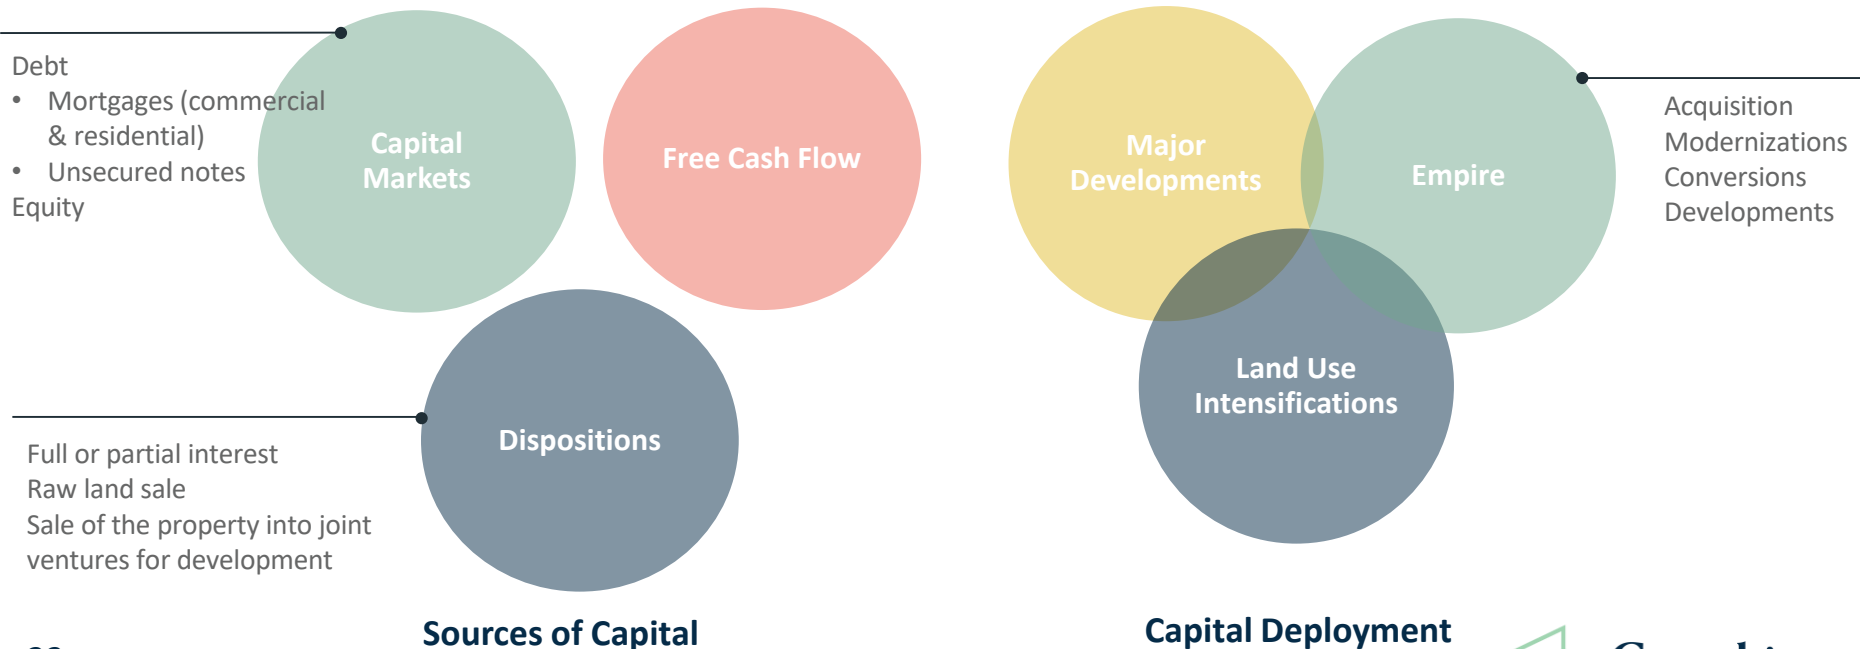 Debt
• Mortgages (commercial
& residential)
• Unsecured notes
Equity
Capital
Markets
Free Cash Flow
Dispositions
Full or partial interest
Raw land sale
Sale of the property into joint
ventures for development
Sources of Capital
Major
Developments
Empire
Land Use
Intensifications
Acquisition
Modernizations
Conversions
Developments
Capital Deployment